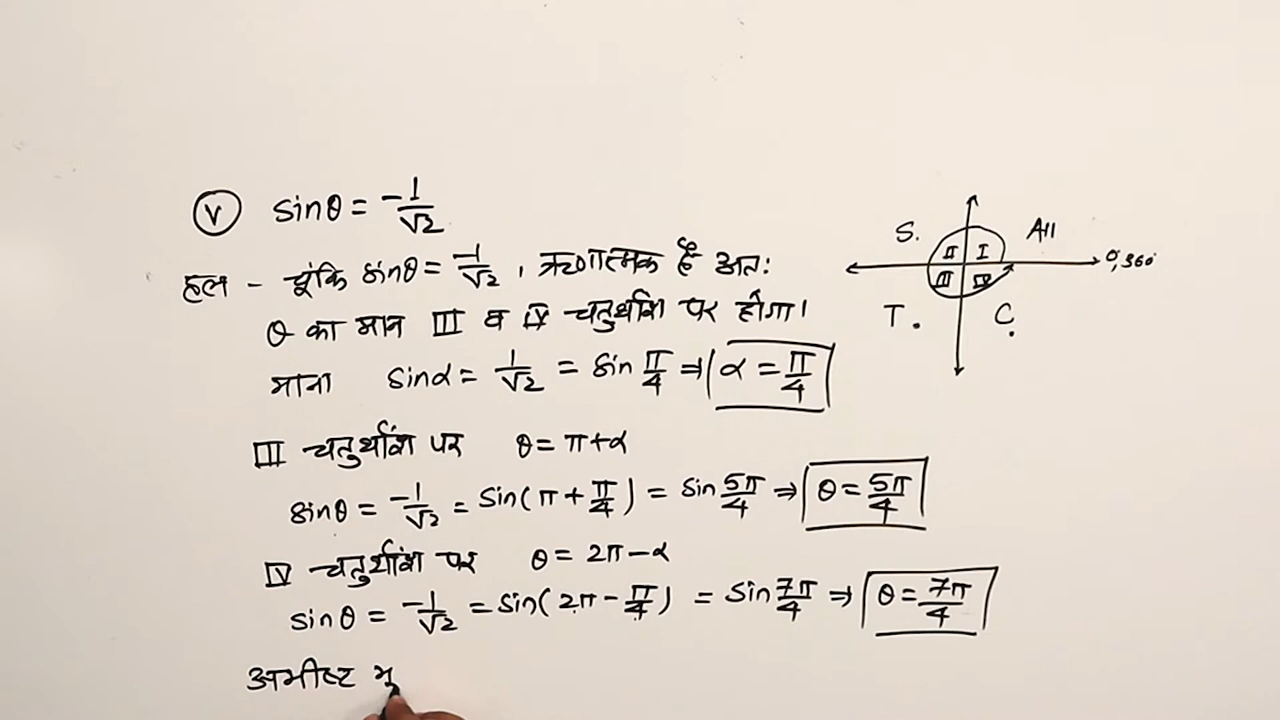 (v) sinθ = -1/√2
हल - चूंकि sinθ = -1/√2, ऋणात्मक है अतः
θ का मान III व IV चतुर्थांश पर होगा।
माना sinα = 1/√2 = sin π/4 ⇒ α = π/4
III चतुर्थांश पर θ = π+α
sinθ = -1/√2 = sin(π + π/4) = sin 5π/4 ⇒ θ = 5π/4
IV चतुर्थांश पर θ = 2π-α
sinθ = -1/√2 = sin(2π - π/4) = sin 7π/4 ⇒ θ = 7π/4
अभीष्ट
S. All
II I
0,360°
III IV
T. C.